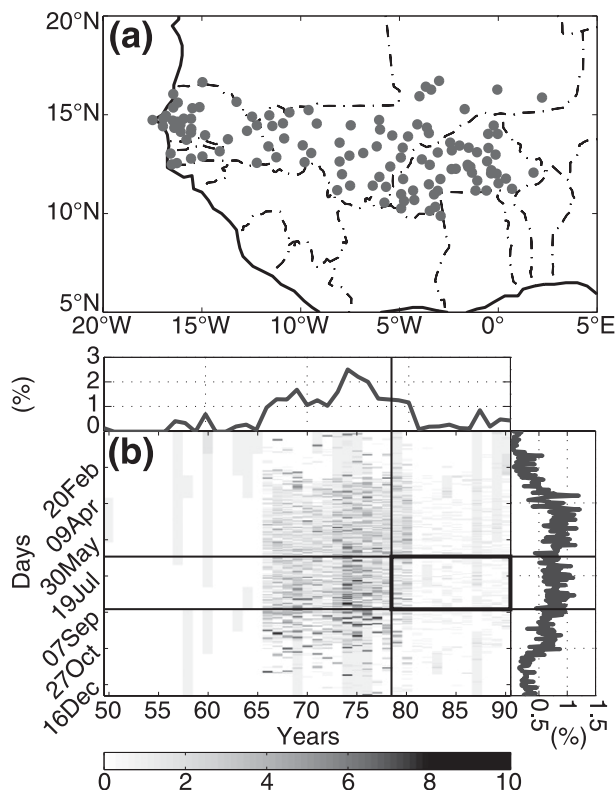 20°N
(a)
15°N
10°N
5°N
20°W 15°W 10°W 5°W 0° 5°E
(%)
3
2
1
0
(b)
Days
20Feb
09Apr
30May
19Jul
07Sep
27Oct
16Dec
50 55 60 65 70 75 80 85 90
Years
0.5 1 1.5
(%)
0 2 4 6 8 10